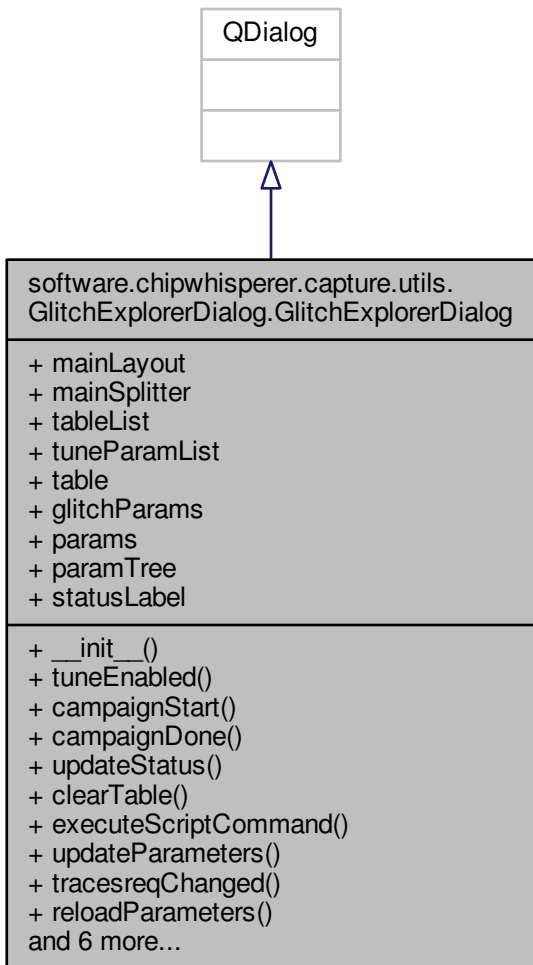 QDialog
software.chipwhisperer.capture.utils.
GlitchExplorerDialog.GlitchExplorerDialog
+ mainLayout
+ mainSplitter
+ tableList
+ tuneParamList
+ table
+ glitchParams
+ params
+ paramTree
+ statusLabel
+ __init__()
+ tuneEnabled()
+ campaignStart()
+ campaignDone()
+ updateStatus()
+ clearTable()
+ executeScriptCommand()
+ updateParameters()
+ tracesreqChanged()
+ reloadParameters()
and 6 more...